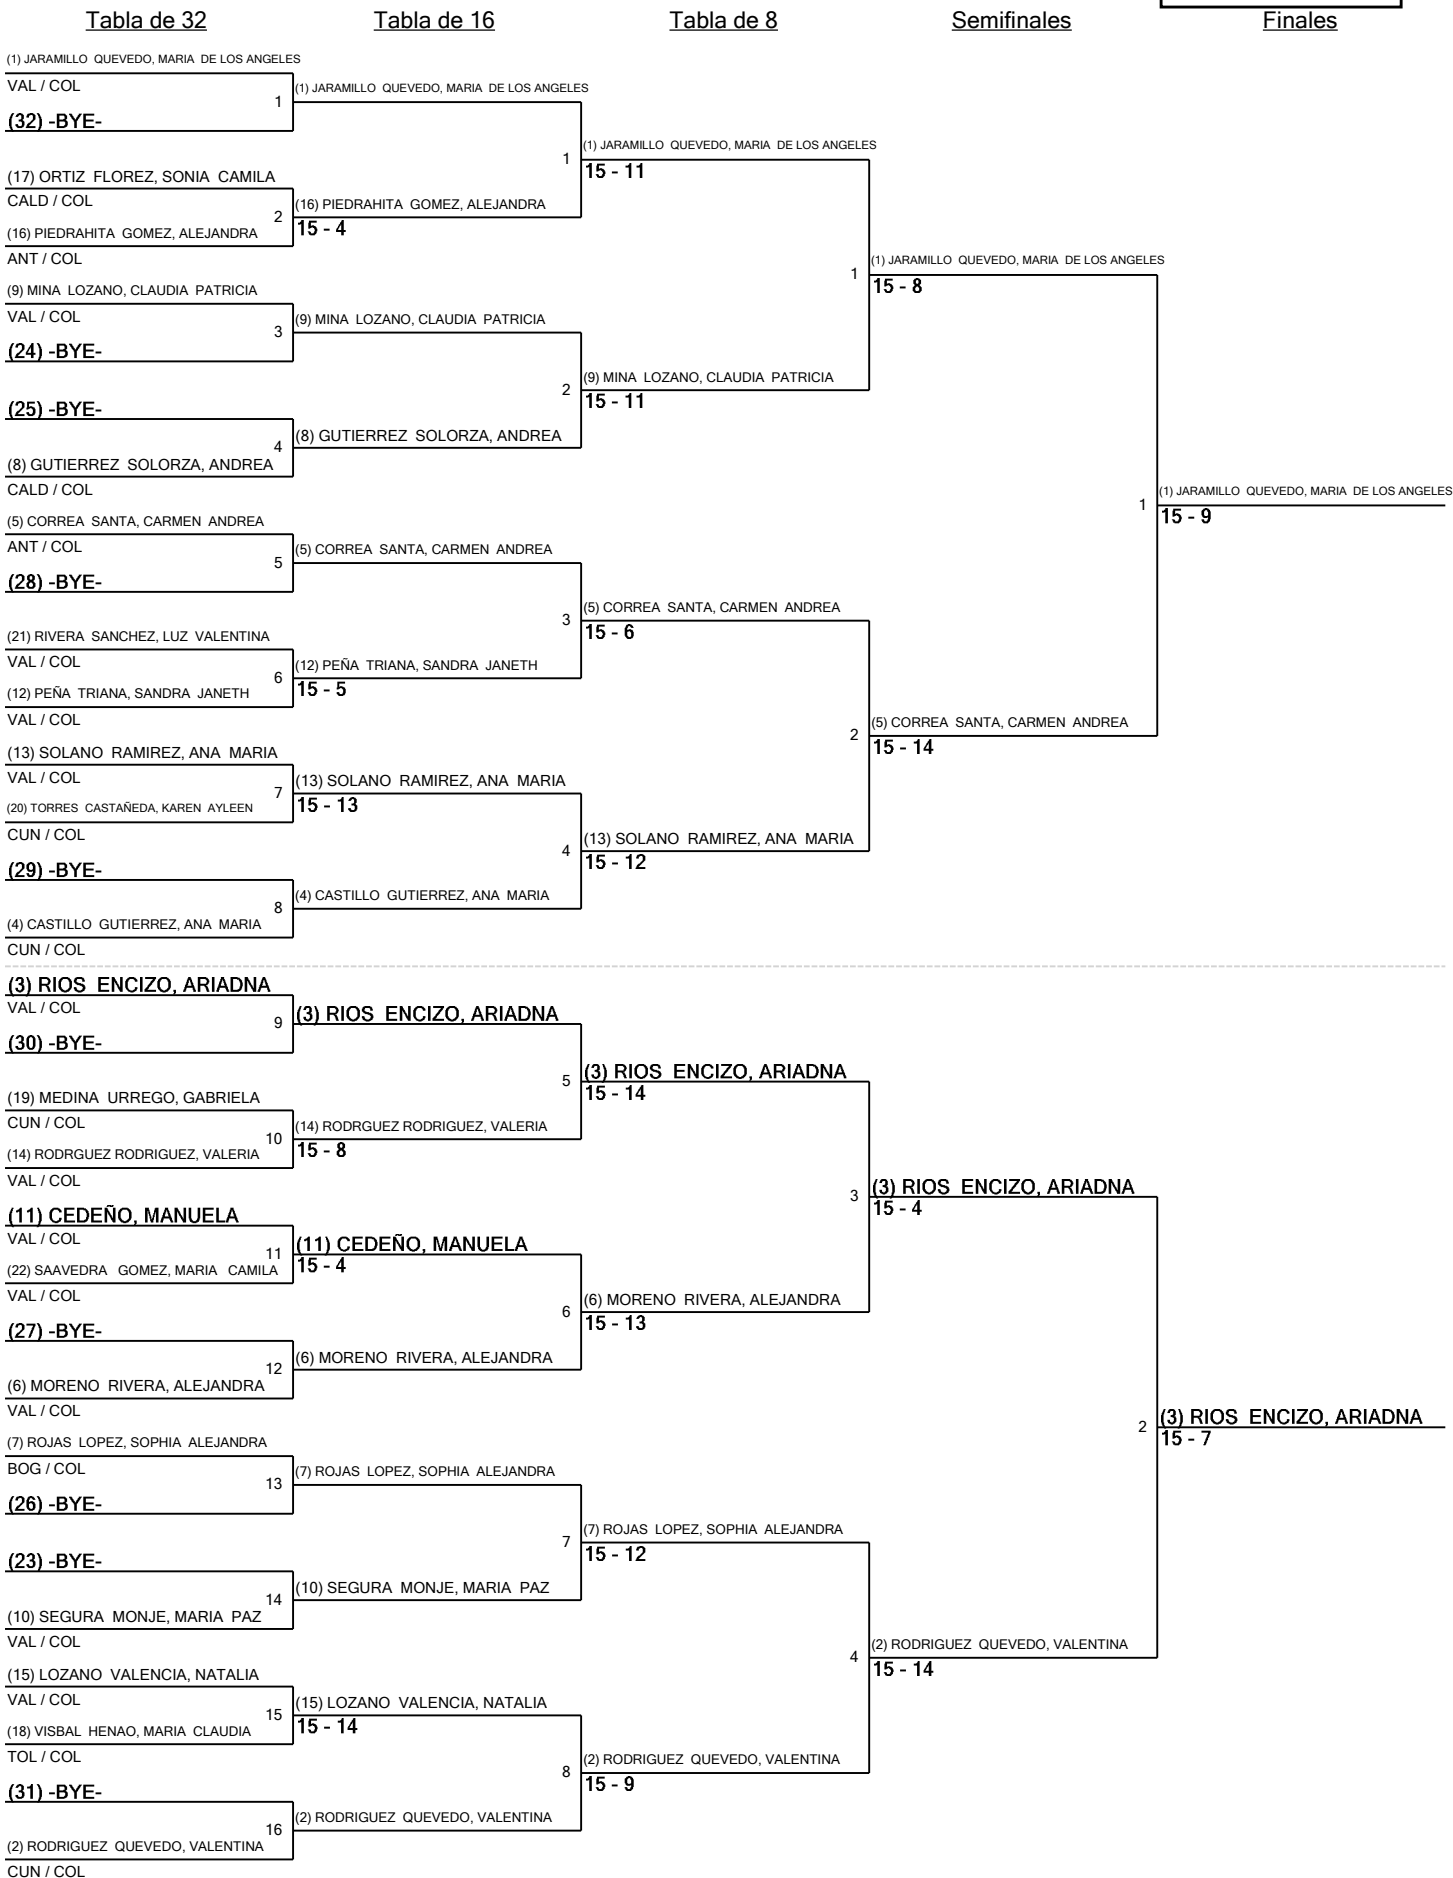 Tabla de 32
Tabla de 16
Tabla de 8
Semifinales
Finales
(1) JARAMILLO QUEVEDO, MARIA DE LOS ANGELES
VAL / COL
1
(32) -BYE-
(17) ORTIZ FLOREZ, SONIA CAMILA
CALD / COL
2
(16) PIEDRAHITA GOMEZ, ALEJANDRA
ANT / COL
(9) MINA LOZANO, CLAUDIA PATRICIA
VAL / COL
3
(24) -BYE-
(25) -BYE-
4
(8) GUTIERREZ SOLORZA, ANDREA
CALD / COL
(5) CORREA SANTA, CARMEN ANDREA
ANT / COL
5
(28) -BYE-
(21) RIVERA SANCHEZ, LUZ VALENTINA
VAL / COL
6
(12) PEÑA TRIANA, SANDRA JANETH
VAL / COL
(13) SOLANO RAMIREZ, ANA MARIA
VAL / COL
7
(20) TORRES CASTAÑEDA, KAREN AYLEEN
CUN / COL
(29) -BYE-
8
(4) CASTILLO GUTIERREZ, ANA MARIA
CUN / COL
(3) RIOS ENCIZO, ARIADNA
VAL / COL
9
(30) -BYE-
(19) MEDINA URREGO, GABRIELA
CUN / COL
10
(14) RODRGUEZ RODRIGUEZ, VALERIA
VAL / COL
(11) CEDEÑO, MANUELA
VAL / COL
11
(22) SAAVEDRA GOMEZ, MARIA CAMILA
VAL / COL
(27) -BYE-
12
(6) MORENO RIVERA, ALEJANDRA
VAL / COL
(7) ROJAS LOPEZ, SOPHIA ALEJANDRA
BOG / COL
13
(26) -BYE-
(23) -BYE-
14
(10) SEGURA MONJE, MARIA PAZ
VAL / COL
(15) LOZANO VALENCIA, NATALIA
VAL / COL
15
(18) VISBAL HENAO, MARIA CLAUDIA
TOL / COL
(31) -BYE-
16
(2) RODRIGUEZ QUEVEDO, VALENTINA
CUN / COL
(1) JARAMILLO QUEVEDO, MARIA DE LOS ANGELES
1
(16) PIEDRAHITA GOMEZ, ALEJANDRA
15 - 4
(9) MINA LOZANO, CLAUDIA PATRICIA
2
(8) GUTIERREZ SOLORZA, ANDREA
(5) CORREA SANTA, CARMEN ANDREA
3
(12) PEÑA TRIANA, SANDRA JANETH
15 - 5
(13) SOLANO RAMIREZ, ANA MARIA
15 - 13
4
(4) CASTILLO GUTIERREZ, ANA MARIA
(3) RIOS ENCIZO, ARIADNA
5
(14) RODRGUEZ RODRIGUEZ, VALERIA
15 - 8
(11) CEDEÑO, MANUELA
15 - 4
6
(6) MORENO RIVERA, ALEJANDRA
(7) ROJAS LOPEZ, SOPHIA ALEJANDRA
7
(10) SEGURA MONJE, MARIA PAZ
(15) LOZANO VALENCIA, NATALIA
15 - 14
8
(2) RODRIGUEZ QUEVEDO, VALENTINA
(1) JARAMILLO QUEVEDO, MARIA DE LOS ANGELES
15 - 11
1
(9) MINA LOZANO, CLAUDIA PATRICIA
15 - 11
(5) CORREA SANTA, CARMEN ANDREA
15 - 6
2
(13) SOLANO RAMIREZ, ANA MARIA
15 - 12
(3) RIOS ENCIZO, ARIADNA
15 - 14
3
(6) MORENO RIVERA, ALEJANDRA
15 - 13
(7) ROJAS LOPEZ, SOPHIA ALEJANDRA
15 - 12
4
(2) RODRIGUEZ QUEVEDO, VALENTINA
15 - 9
(1) JARAMILLO QUEVEDO, MARIA DE LOS ANGELES
15 - 8
1
(5) CORREA SANTA, CARMEN ANDREA
15 - 14
(3) RIOS ENCIZO, ARIADNA
15 - 4
2
(2) RODRIGUEZ QUEVEDO, VALENTINA
15 - 14
(1) JARAMILLO QUEVEDO, MARIA DE LOS ANGELES
15 - 9
(3) RIOS ENCIZO, ARIADNA
15 - 7